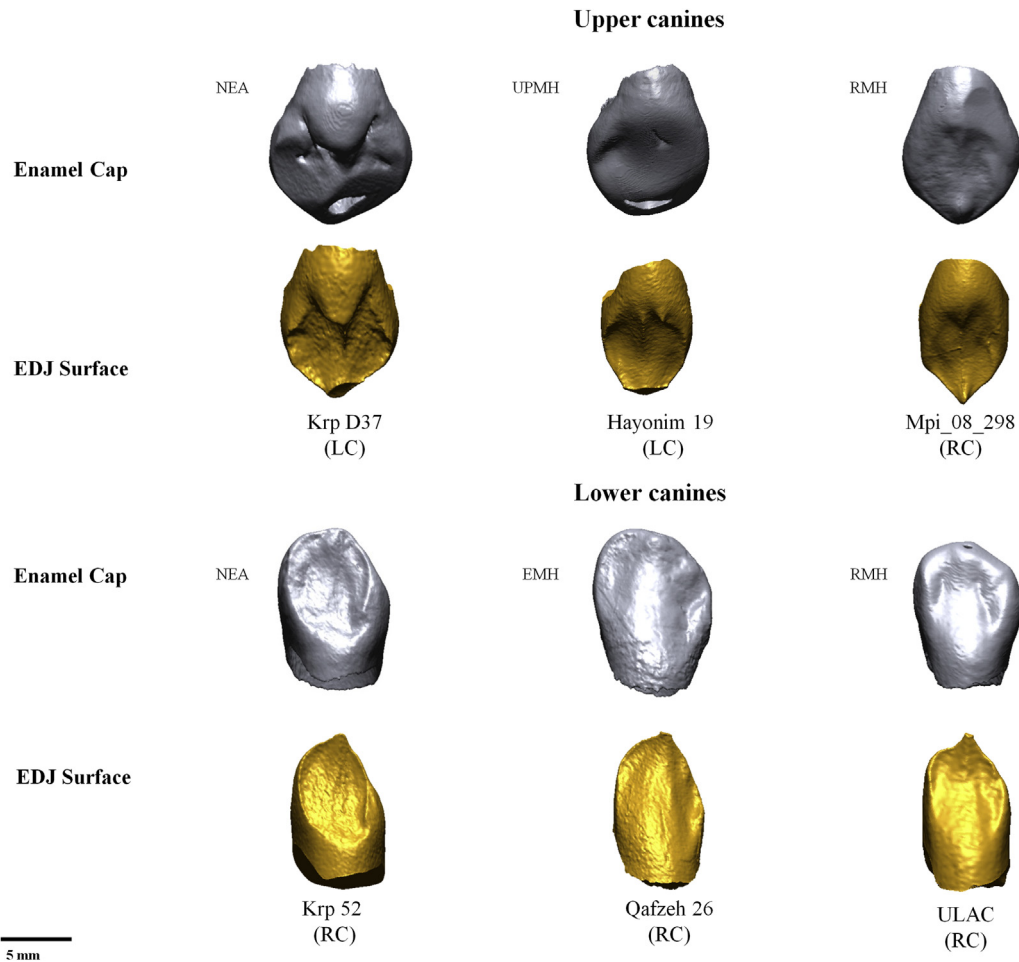 Upper canines
NEA
UPMH
RMH
Enamel Cap
EDJ Surface
Krp D37
(LC)
Hayonim 19
(LC)
Mpi_08_298
(RC)
Lower canines
Enamel Cap
NEA
EMH
RMH
EDJ Surface
Krp 52
(RC)
Qafzeh 26
(RC)
ULAC
(RC)
5 mm